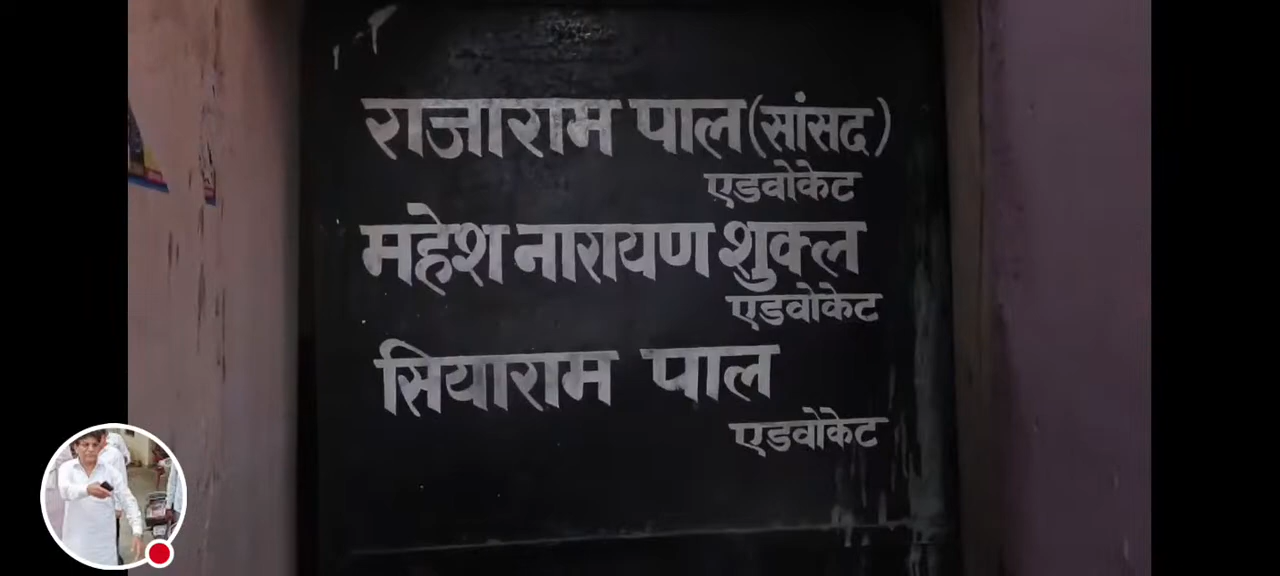 राजाराम पाल (सांसद)
एडवोकेट
महेश नारायण शुक्ल
एडवोकेट
सियाराम पाल
एडवोकेट